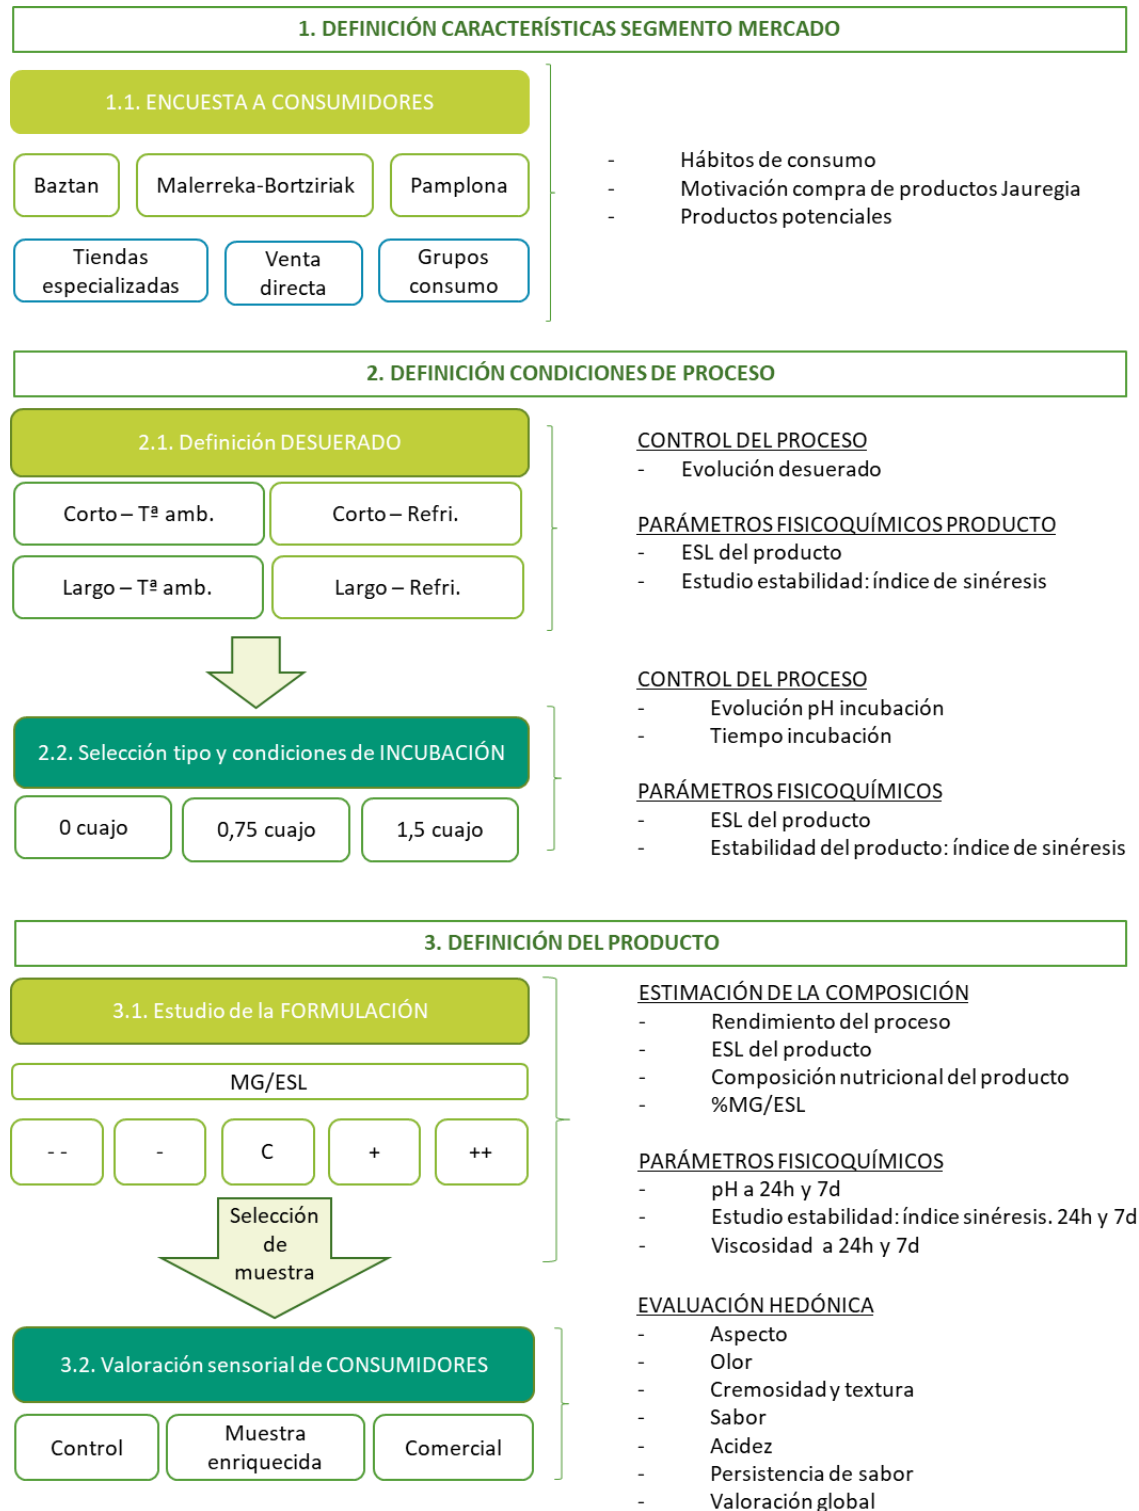 1. DEFINICIÓN CARACTERÍSTICAS SEGMENTO MERCADO
1.1. ENCUESTA A CONSUMIDORES
Baztan
Malerreka-Bortziriak
Pamplona
Tiendas
especializadas
Venta
directa
Grupos
consumo
- Hábitos de consumo
- Motivación compra de productos Jauregia
- Productos potenciales
2. DEFINICIÓN CONDICIONES DE PROCESO
2.1. Definición DESUERADO
Corto – Tª amb.
Corto – Refri.
Largo – Tª amb.
Largo – Refri.
CONTROL DEL PROCESO
- Evolución desuerado
PARÁMETROS FISICOQUÍMICOS PRODUCTO
- ESL del producto
- Estudio estabilidad: índice de sinéresis
2.2. Selección tipo y condiciones de INCUBACIÓN
0 cuajo
0,75 cuajo
1,5 cuajo
CONTROL DEL PROCESO
- Evolución pH incubación
- Tiempo incubación
PARÁMETROS FISICOQUÍMICOS
- ESL del producto
- Estabilidad del producto: índice de sinéresis
3. DEFINICIÓN DEL PRODUCTO
3.1. Estudio de la FORMULACIÓN
MG/ESL
- -
-
C
+
++
Selección
de
muestra
ESTIMACIÓN DE LA COMPOSICIÓN
- Rendimiento del proceso
- ESL del producto
- Composición nutricional del producto
- %MG/ESL
PARÁMETROS FISICOQUÍMICOS
- pH a 24h y 7d
- Estudio estabilidad: índice sinéresis. 24h y 7d
- Viscosidad a 24h y 7d
3.2. Valoración sensorial de CONSUMIDORES
Control
Muestra
enriquecida
Comercial
EVALUACIÓN HEDÓNICA
- Aspecto
- Olor
- Cremosidad y textura
- Sabor
- Acidez
- Persistencia de sabor
- Valoración global